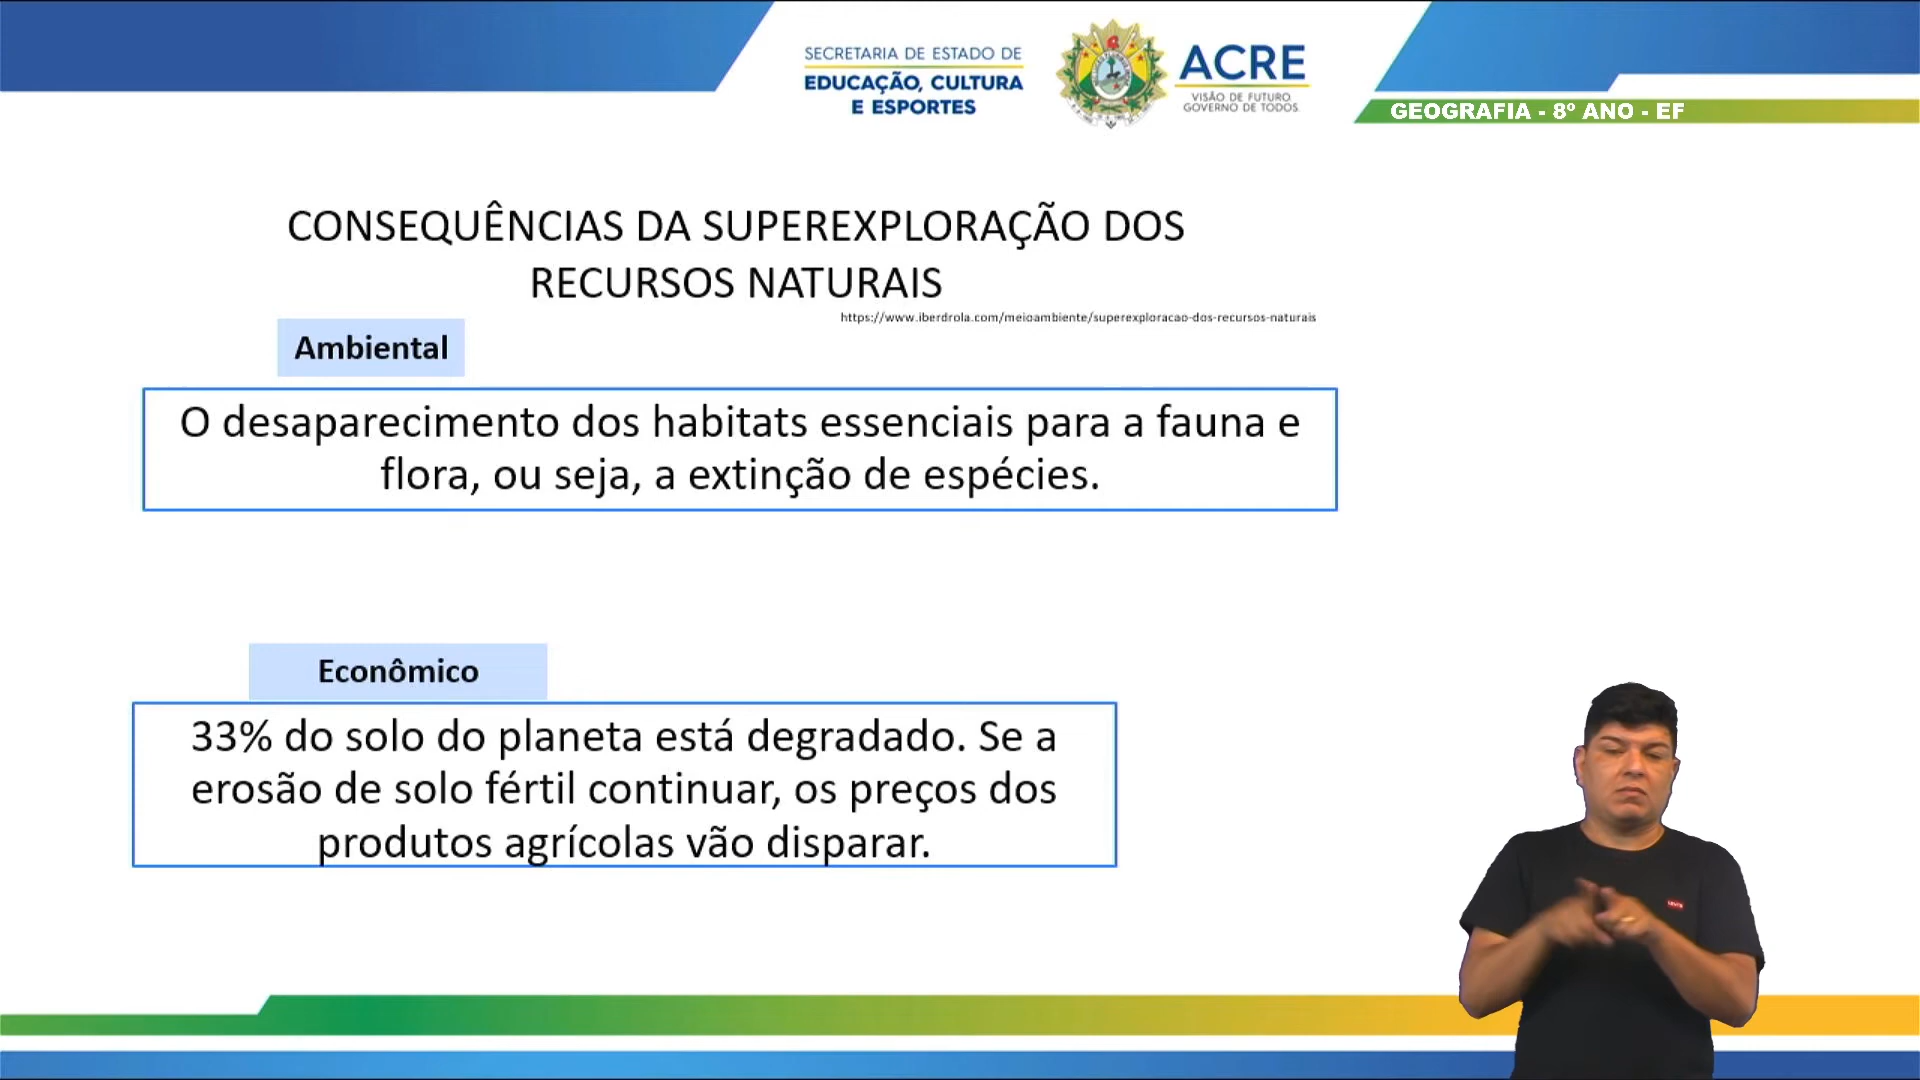 SECRETARIA DE ESTADO DE
EDUCAÇÃO, CULTURA
E ESPORTES
ACRE
VISÃO DE FUTURO.
GOVERNO DE TODOS.
GEOGRAFIA - 8º ANO - EF
CONSEQUÊNCIAS DA SUPEREXPLORAÇÃO DOS
RECURSOS NATURAIS
https://www.iberdrola.com/meioambiente/superexploracao-dos-recursos-naturais
Ambiental
O desaparecimento dos habitats essenciais para a fauna e
flora, ou seja, a extinção de espécies.
Econômico
33% do solo do planeta está degradado. Se a
erosão de solo fértil continuar, os preços dos
produtos agrícolas vão disparar.